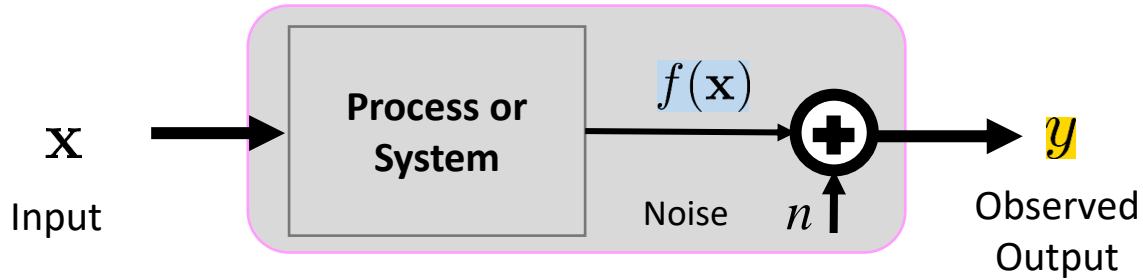 x
Input
Process or
System
f(x)
Noise
n
y
Observed
Output